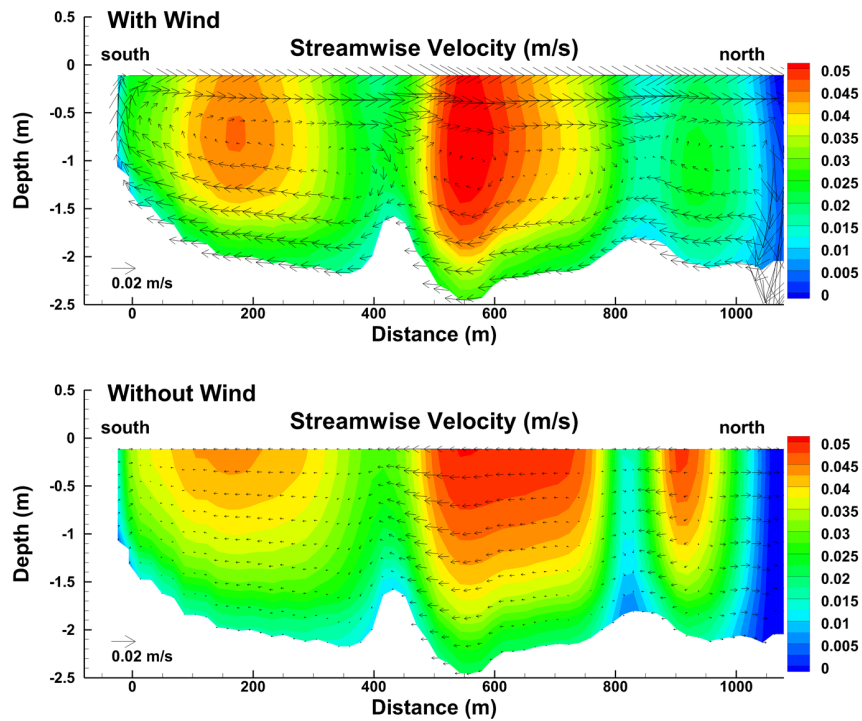 With Wind
Streamwise Velocity (m/s)
south
north
0.5
0
-0.5
-1
-1.5
-2
-2.5
Depth (m)
0.02 m/s
0 200 400 600 800 1000
Distance (m)
0.05
0.045
0.04
0.035
0.03
0.025
0.02
0.015
0.01
0.005
0
Without Wind
Streamwise Velocity (m/s)
south
north
0.5
0
-0.5
-1
-1.5
-2
-2.5
Depth (m)
0.02 m/s
0 200 400 600 800 1000
Distance (m)
0.05
0.045
0.04
0.035
0.03
0.025
0.02
0.015
0.01
0.005
0